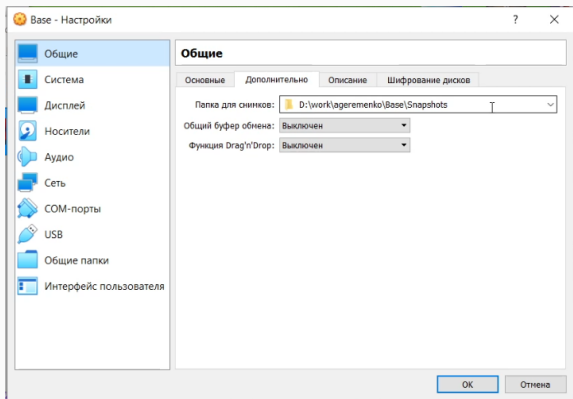 Base - Настройки
?
Общие
Система
Дисплей
Носители
Аудио
Сеть
COM-порты
USB
Общие папки
Интерфейс пользователя
Общие
Основные Дополнительно Описание Шифрование дисков
Папка для снимков: D:\work\ageremenko\Base\Snapshots
Общий буфер обмена: Выключен
Функция Drag'n'Drop: Выключен
OK Отмена